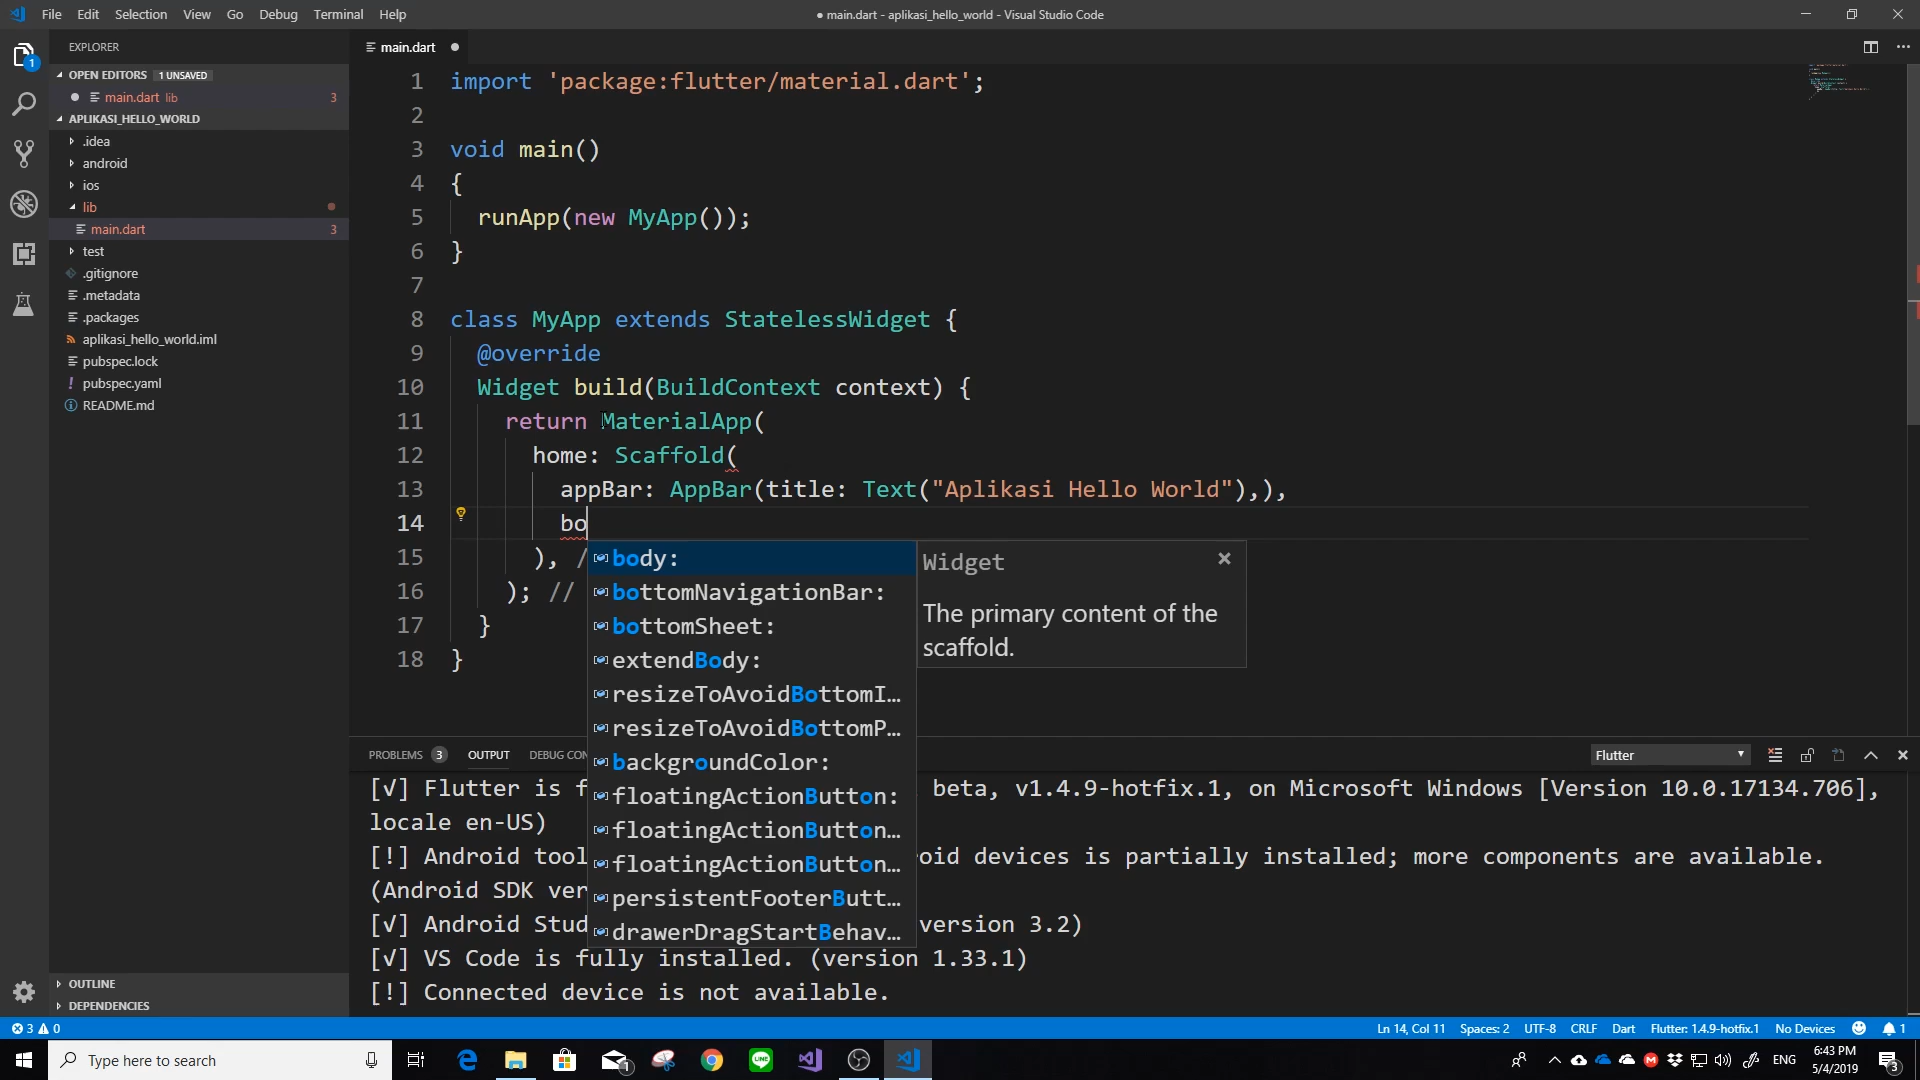 File Edit Selection View Go Debug Terminal Help
● main.dart - aplikasi_hello_world - Visual Studio Code
EXPLORER
OPEN EDITORS 1 UNSAVED
main.dart lib 3
APLIKASI_HELLO_WORLD
.idea
android
ios
lib
main.dart 3
test
.gitignore
.metadata
.packages
aplikasi_hello_world.iml
pubspec.lock
! pubspec.yaml
README.md
OUTLINE
DEPENDENCIES
1
main.dart
1 import 'package:flutter/material.dart';
2
3 void main()
4 {
5 runApp(new MyApp());
6 }
7
8 class MyApp extends StatelessWidget {
9 @override
10 Widget build(BuildContext context) {
11 return MaterialApp(
12 home: Scaffold(
13 appBar: AppBar(title: Text("Aplikasi Hello World"),),
14 bo
15 ), /
16 ); //
17 }
18 }
body:
bottomNavigationBar:
bottomSheet:
extendBody:
resizeToAvoidBottomI…
resizeToAvoidBottomP…
backgroundColor:
floatingActionButton:
floatingActionButton…
floatingActionButton…
persistentFooterButt…
drawerDragStartBehav…
Widget
The primary content of the
scaffold.
PROBLEMS 3 OUTPUT DEBUG CON
Flutter
[√] Flutter is f beta, v1.4.9-hotfix.1, on Microsoft Windows [Version 10.0.17134.706],
locale en-US)
[!] Android tool oid devices is partially installed; more components are available.
(Android SDK ver
[√] Android Stud version 3.2)
[√] VS Code is fully installed. (version 1.33.1)
[!] Connected device is not available.
3 0
Ln 14, Col 11 Spaces: 2 UTF-8 CRLF Dart Flutter: 1.4.9-hotfix.1 No Devices 1
Type here to search
1
LINE
ENG
6:43 PM
5/4/2019
3